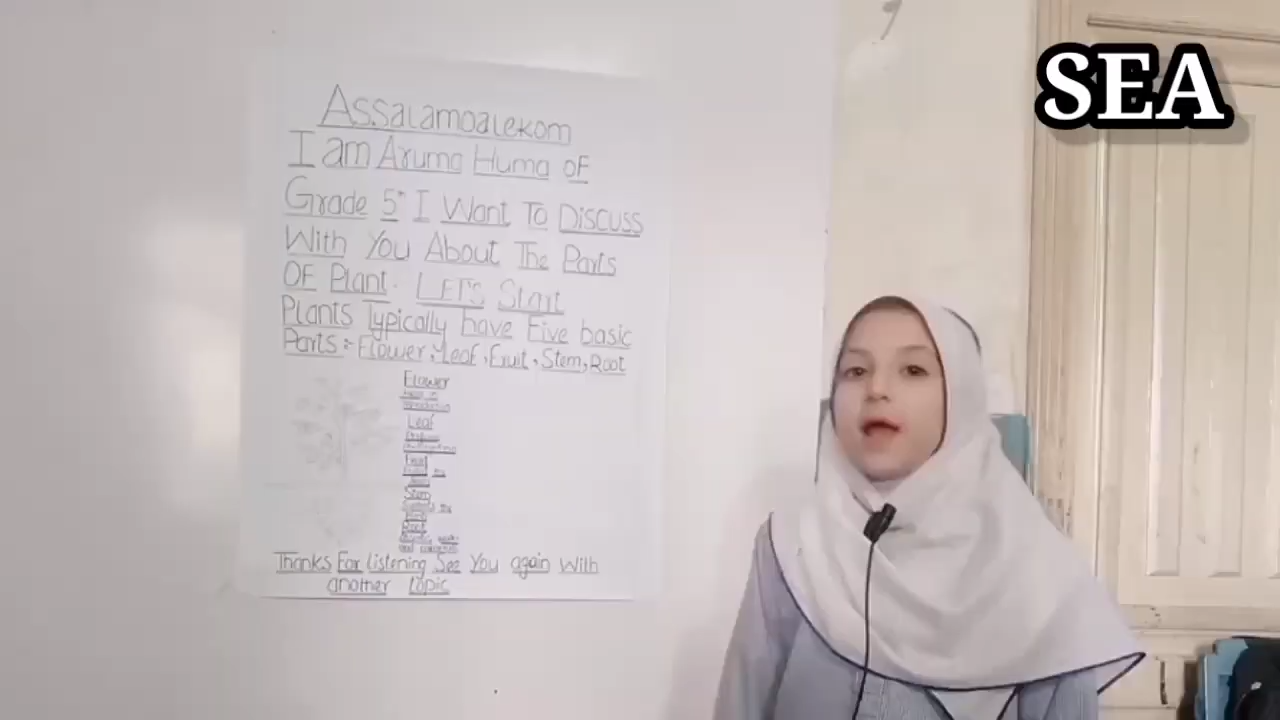 SEA
Assalamoalekom
I am Aruma Huma of
Grade 5th I Want To Discuss
With You About The Parts
Of Plant. LET's Start
Plants Typically have Five basic
Parts:- Flower, Leaf, Fruit, Stem, Root
Flower
Leaf
Fruit
Stem
Root
Thanks For Listening See You again With
another topic